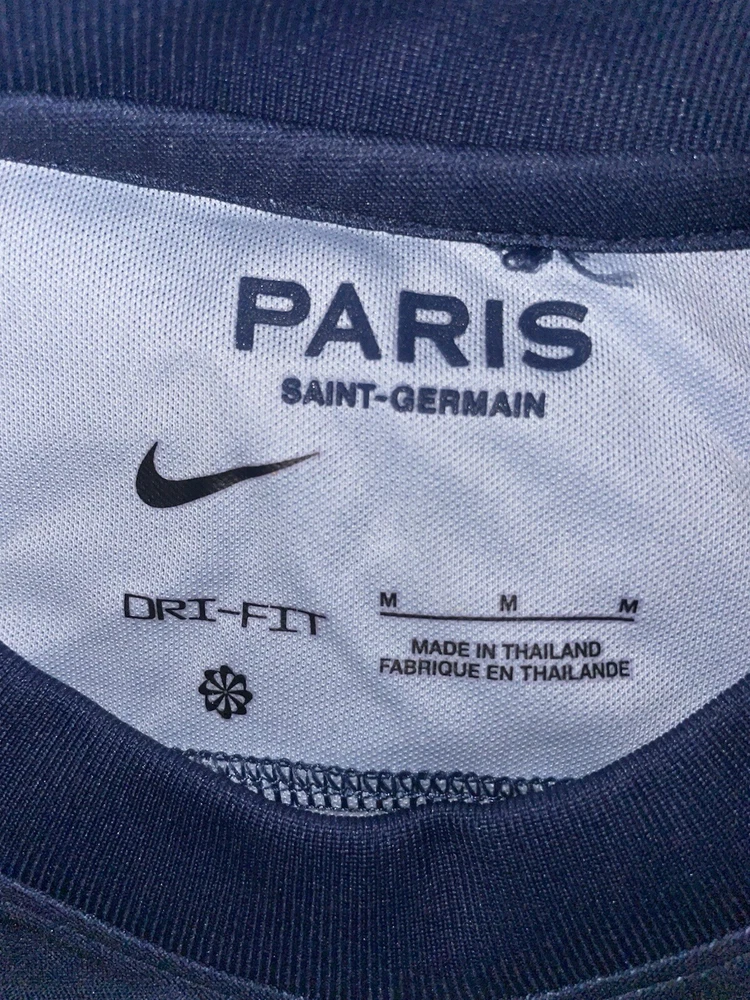 PARIS
SAINT-GERMAIN
DRI-FIT
M M M
MADE IN THAILAND
FABRIQUE EN THAILANDE